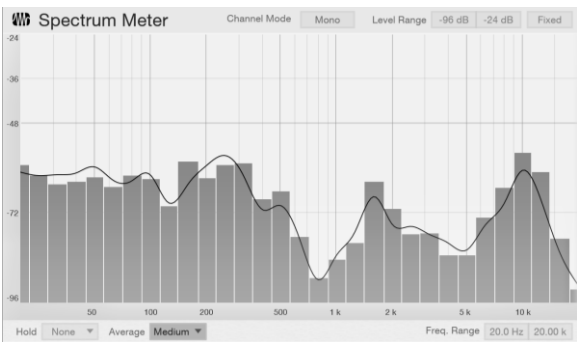 Spectrum Meter Channel Mode Mono Level Range -96 dB -24 dB Fixed
-24
-36
-48
-72
-96
50 100 200 500 1 k 2 k 5 k 10 k
Hold None Average Medium Freq. Range 20.0 Hz 20.00 k